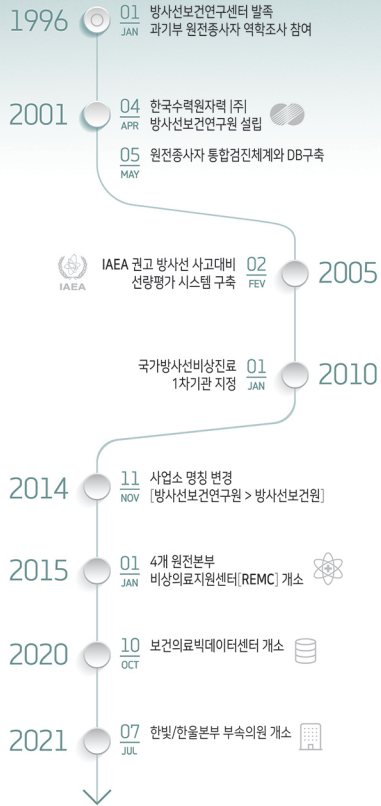 1996
01
JAN
방사선보건연구센터 발족
과기부 원전종사자 역학조사 참여
2001
04
APR
한국수력원자력 |주|
방사선보건연구원 설립
05
MAY
원전종사자 통합검진체계와 DB구축
IAEA
IAEA 권고 방사선 사고대비
선량평가 시스템 구축
02
FEV
2005
국가방사선비상진료
1차기관 지정
01
JAN
2010
2014
11
NOV
사업소 명칭 변경
[방사선보건연구원 > 방사선보건원]
2015
01
JAN
4개 원전본부
비상의료지원센터[REMC] 개소
2020
10
OCT
보건의료빅데이터센터 개소
2021
07
JUL
한빛/한울본부 부속의원 개소